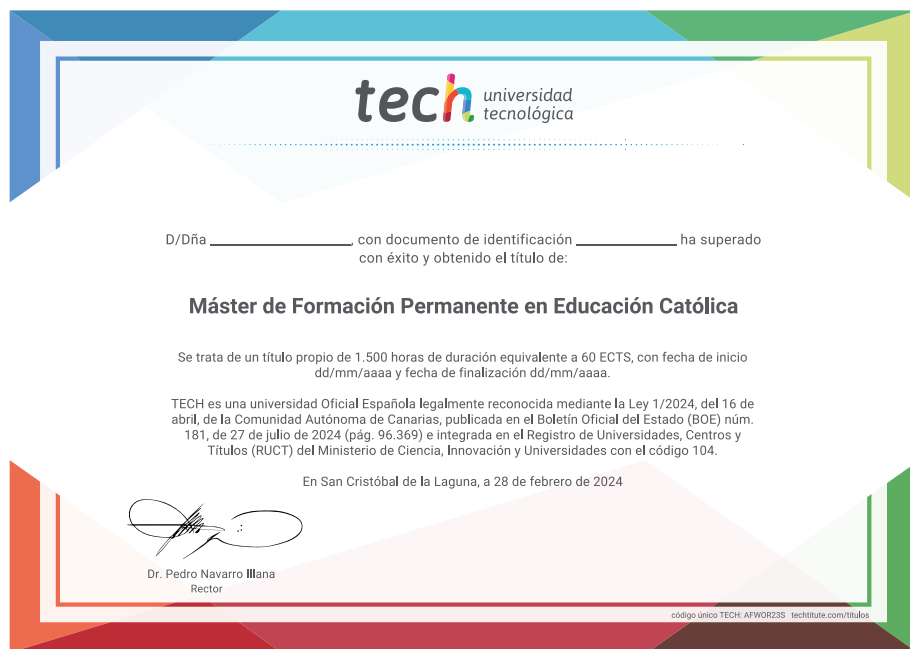 tech universidad
tecnológica
D/Dña ____________________, con documento de identificación ______________ ha superado
con éxito y obtenido el título de:
Máster de Formación Permanente en Educación Católica
Se trata de un título propio de 1.500 horas de duración equivalente a 60 ECTS, con fecha de inicio
dd/mm/aaaa y fecha de finalización dd/mm/aaaa.
TECH es una universidad Oficial Española legalmente reconocida mediante la Ley 1/2024, del 16 de
abril, de la Comunidad Autónoma de Canarias, publicada en el Boletín Oficial del Estado (BOE) núm.
181, de 27 de julio de 2024 (pág. 96.369) e integrada en el Registro de Universidades, Centros y
Títulos (RUCT) del Ministerio de Ciencia, Innovación y Universidades con el código 104.
En San Cristóbal de la Laguna, a 28 de febrero de 2024
Dr. Pedro Navarro Illana
Rector
código único TECH: AFWOR23S techtitute.com/titulos